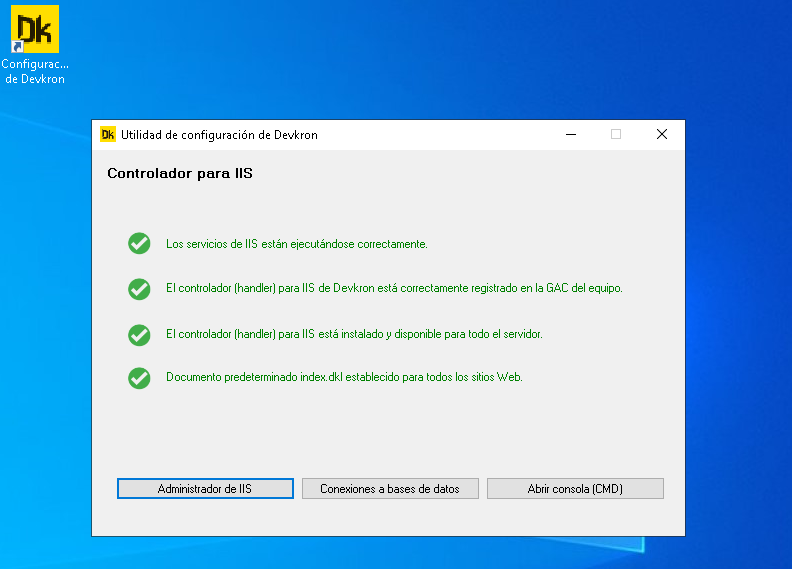 Dk
Configurac...
de Devkron
Dk Utilidad de configuración de Devkron
Controlador para IIS
Los servicios de IIS están ejecutándose correctamente.
El controlador (handler) para IIS de Devkron está correctamente registrado en la GAC del equipo.
El controlador (handler) para IIS está instalado y disponible para todo el servidor.
Documento predeterminado index.dkl establecido para todos los sitios Web.
Administrador de IIS Conexiones a bases de datos Abrir consola (CMD)